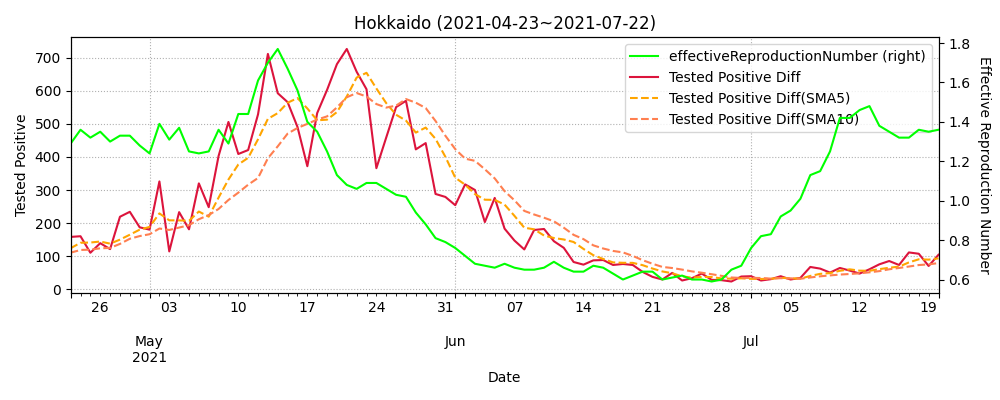 Hokkaido (2021-04-23~2021-07-22)
effectiveReproductionNumber (right)
Tested Positive Diff
Tested Positive Diff(SMA5)
Tested Positive Diff(SMA10)
Tested Positive
700
600
500
400
300
200
100
0
1.8
1.6
1.4
1.2
1.0
0.8
0.6
Effective Reproduction Number
26 03 10 17 24 31 07 14 21 28 05 12 19
May Jun Jul
2021
Date